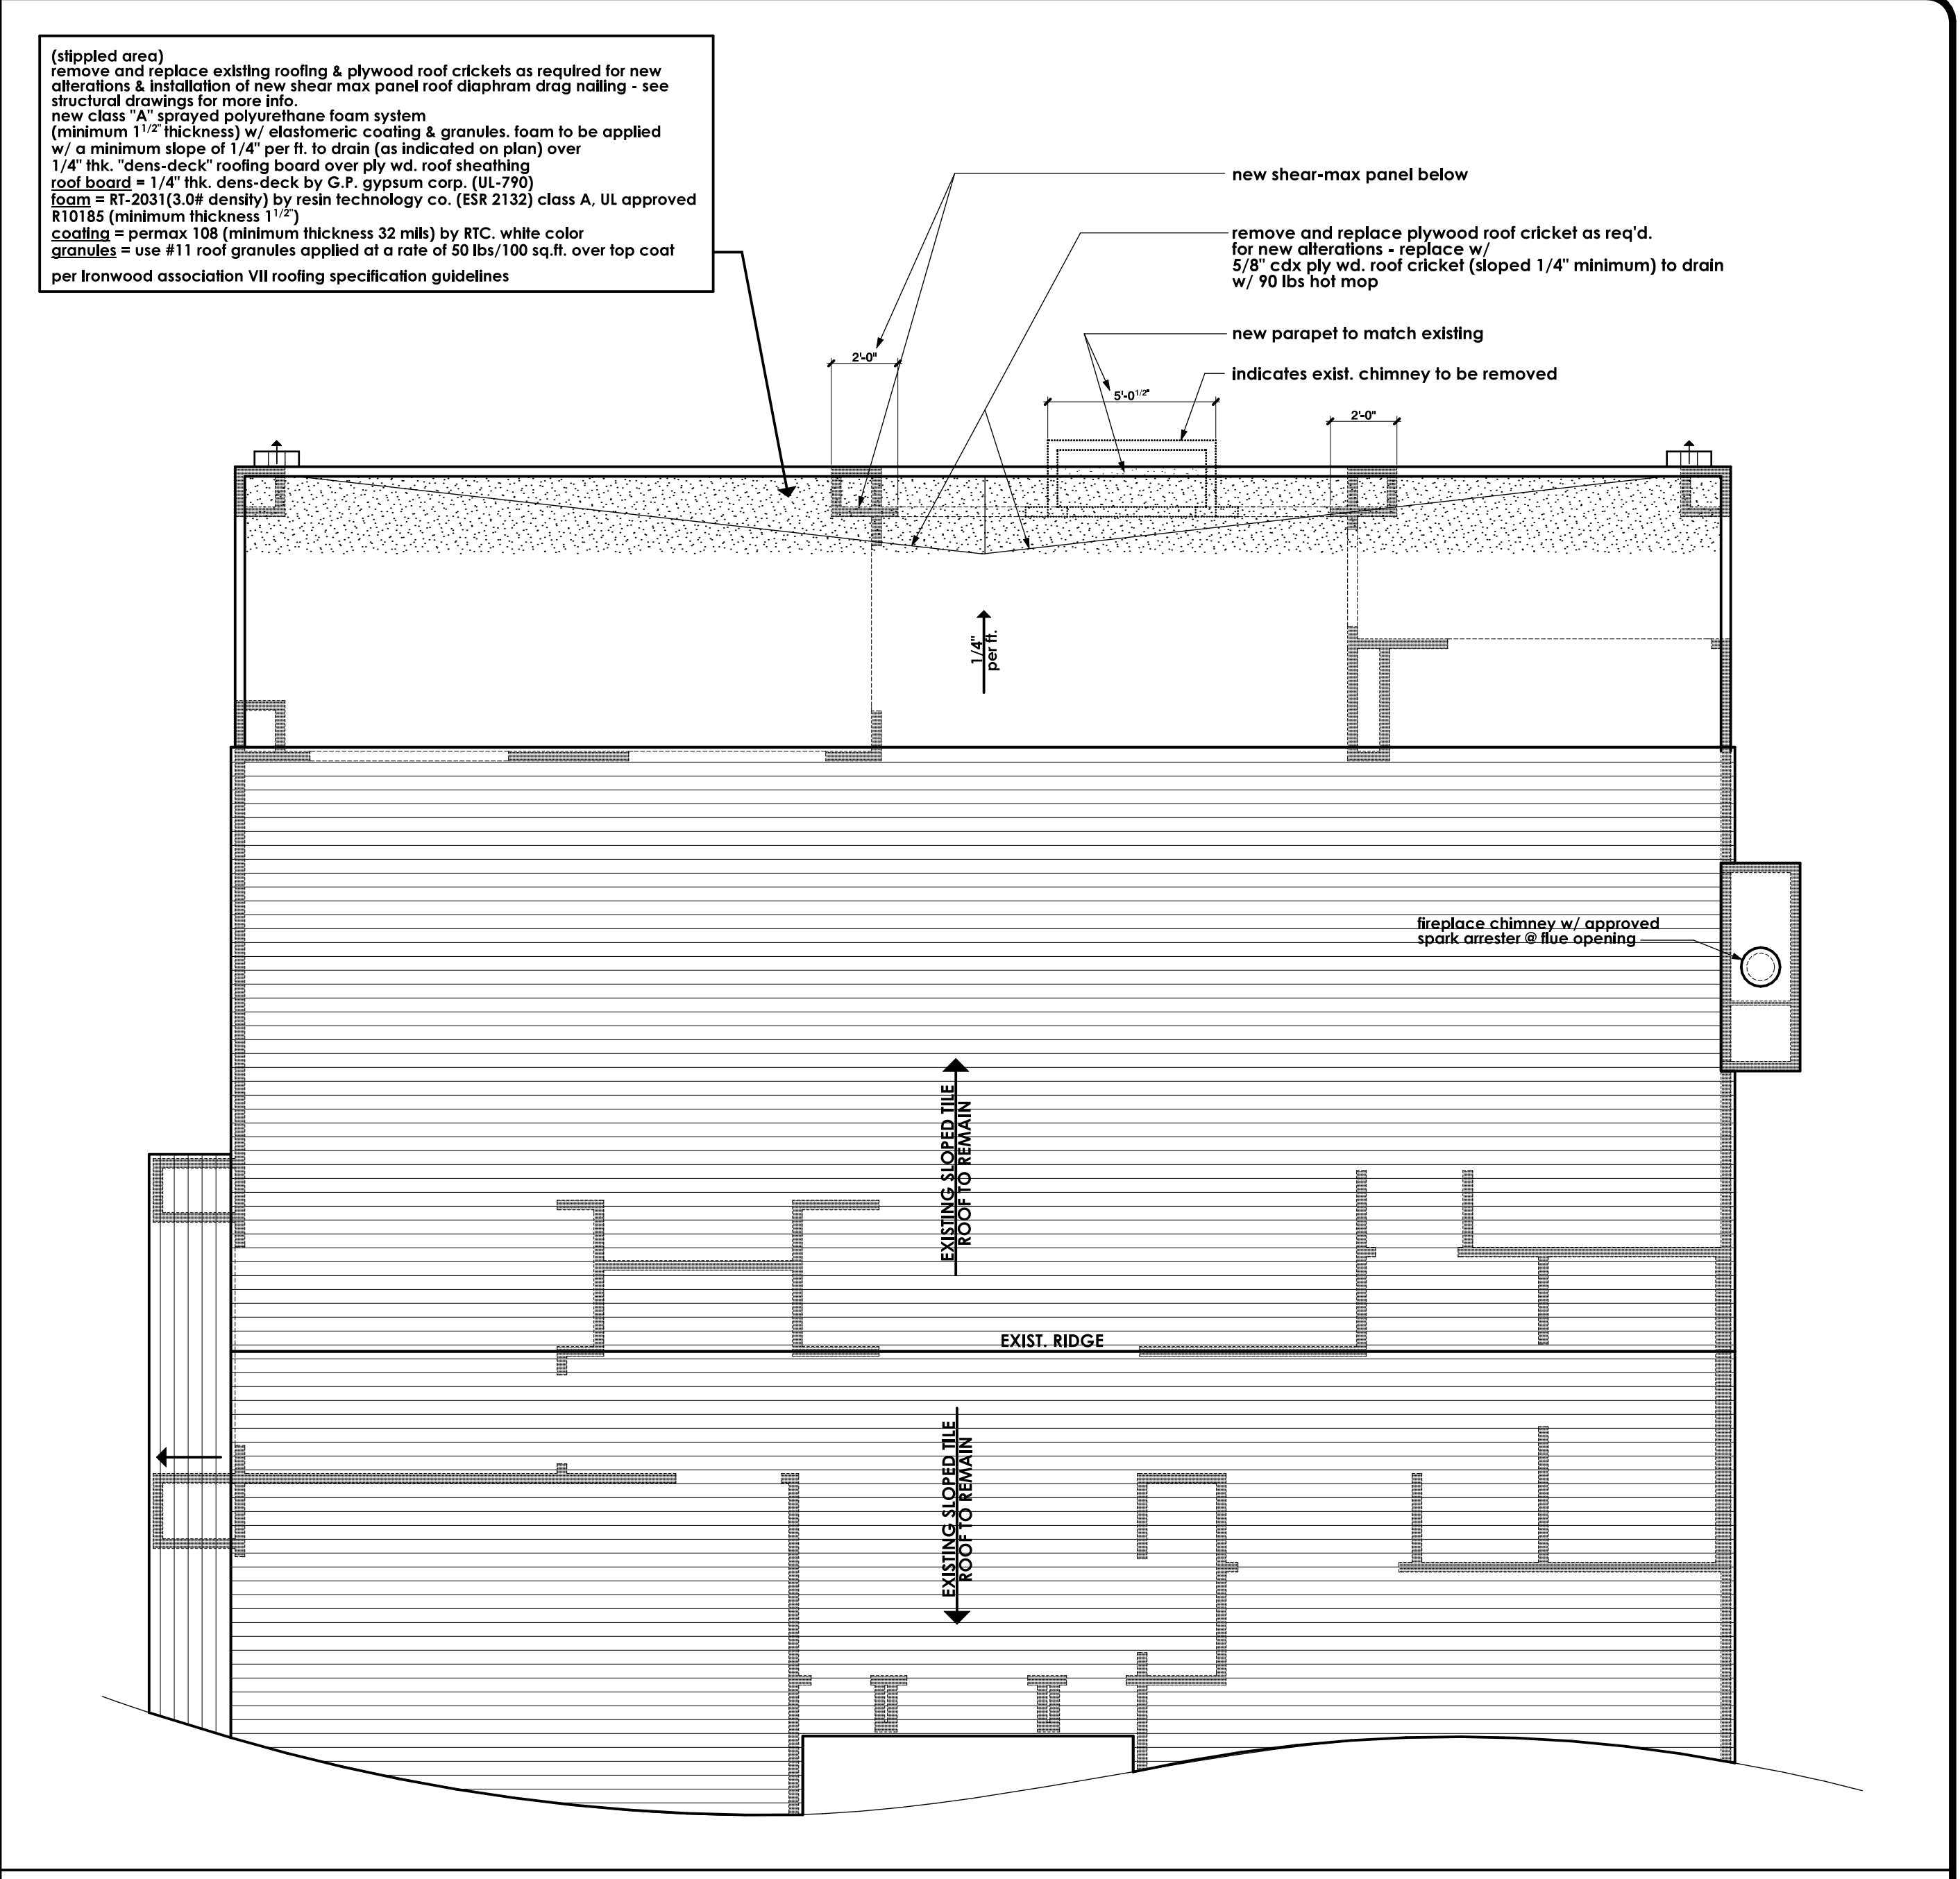 (stippled area)
remove and replace existing roofing & plywood roof crickets as required for new
alterations & installation of new shear max panel roof diaphram drag nailing - see
structural drawings for more info.
new class "A" sprayed polyurethane foam system
(minimum 1 1/2" thickness) w/ elastomeric coating & granules. foam to be applied
w/ a minimum slope of 1/4" per ft. to drain (as indicated on plan) over
1/4" thk. "dens-deck" roofing board over ply wd. roof sheathing
roof board = 1/4" thk. dens-deck by G.P. gypsum corp. (UL-790)
foam = RT-2031(3.0# density) by resin technology co. (ESR 2132) class A, UL approved
R10185 (minimum thickness 1 1/2")
coating = permax 108 (minimum thickness 32 mils) by RTC. white color
granules = use #11 roof granules applied at a rate of 50 lbs/100 sq.ft. over top coat
per Ironwood association VII roofing specification guidelines
new shear-max panel below
remove and replace plywood roof cricket as req'd.
for new alterations - replace w/
5/8" cdx ply wd. roof cricket (sloped 1/4" minimum) to drain
w/ 90 lbs hot mop
new parapet to match existing
indicates exist. chimney to be removed
2'-0"
5'-0 1/2"
2'-0"
1/4"
per ft.
fireplace chimney w/ approved
spark arrester @ flue opening
EXISTING SLOPED TILE
ROOF TO REMAIN
EXIST. RIDGE
EXISTING SLOPED TILE
ROOF TO REMAIN